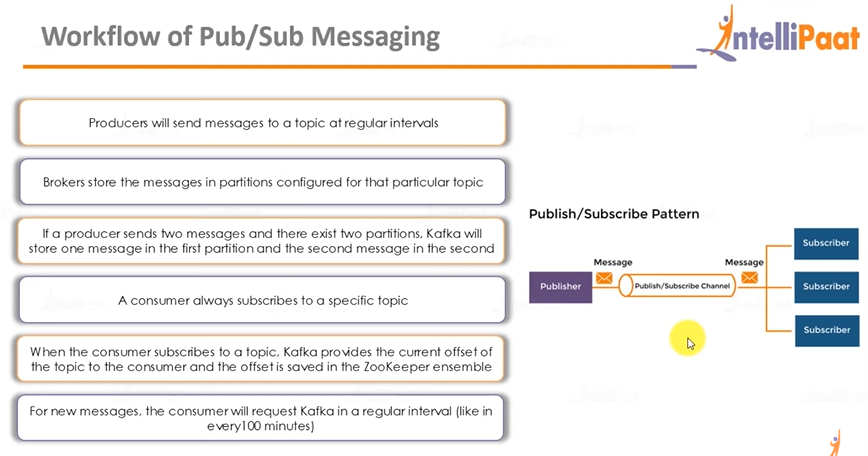 Workflow of Pub/Sub Messaging
IntelliPaat
Producers will send messages to a topic at regular intervals
Brokers store the messages in partitions configured for that particular topic
If a producer sends two messages and there exist two partitions, Kafka will
store one message in the first partition and the second message in the second
A consumer always subscribes to a specific topic
When the consumer subscribes to a topic, Kafka provides the current offset of
the topic to the consumer and the offset is saved in the ZooKeeper ensemble
For new messages, the consumer will request Kafka in a regular interval (like in
every100 minutes)
Publish/Subscribe Pattern
Publisher
Message
Publish/Subscribe Channel
Message
Subscriber
Subscriber
Subscriber